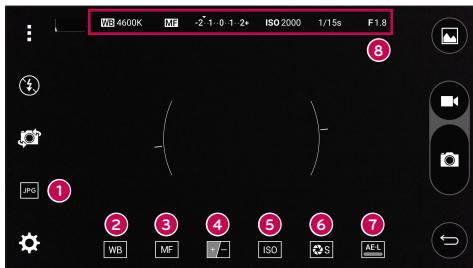 WB 4600K MF -2··1··0··1··2+ ISO 2000 1/15s F1.8
8
JPG 1
2 3 4 5 6 7
WB MF +/- ISO S AE-L